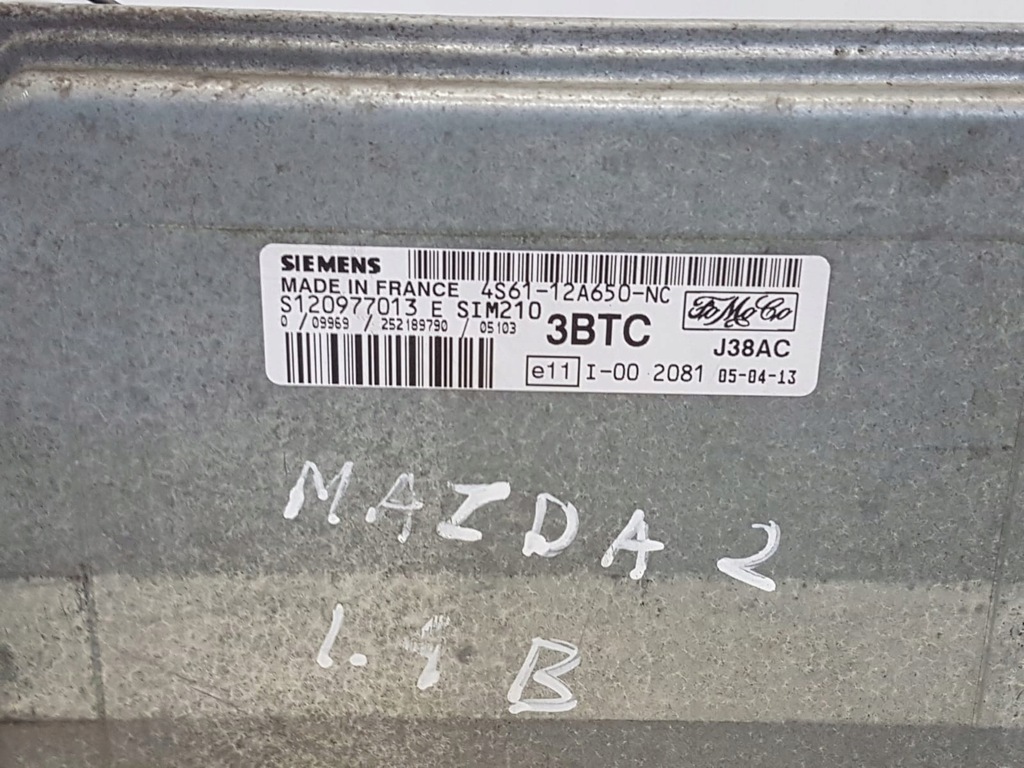 SIEMENS
MADE IN FRANCE 4S61-12A650-NC
S120977013 E SIM210
0 / 09969 / 252189790 / 05103
3BTC
FoMoCo
J38AC
e11 I-00 2081 05-04-13
MAZDA 2
1.4 B